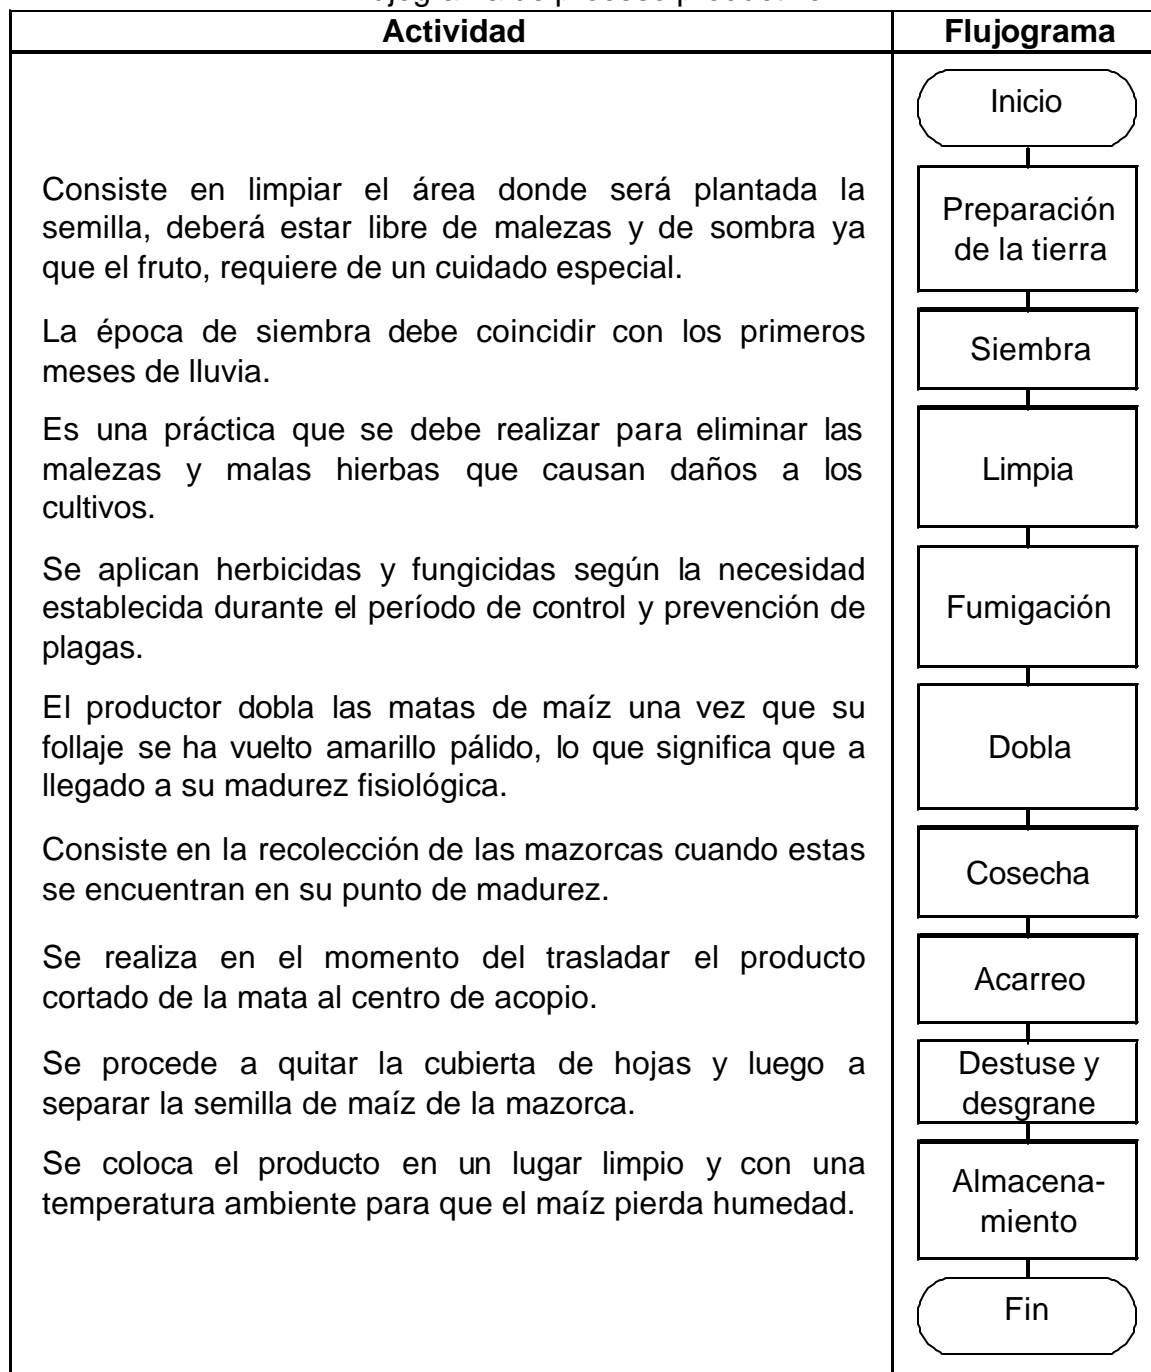 Flujograma de proceso productivo
Actividad
Flujograma
Inicio
Consiste en limpiar el área donde será plantada la
semilla, deberá estar libre de malezas y de sombra ya
que el fruto, requiere de un cuidado especial.
Preparación
de la tierra
La época de siembra debe coincidir con los primeros
meses de lluvia.
Siembra
Es una práctica que se debe realizar para eliminar las
malezas y malas hierbas que causan daños a los
cultivos.
Limpia
Se aplican herbicidas y fungicidas según la necesidad
establecida durante el período de control y prevención de
plagas.
Fumigación
El productor dobla las matas de maíz una vez que su
follaje se ha vuelto amarillo pálido, lo que significa que a
llegado a su madurez fisiológica.
Dobla
Consiste en la recolección de las mazorcas cuando estas
se encuentran en su punto de madurez.
Cosecha
Se realiza en el momento del trasladar el producto
cortado de la mata al centro de acopio.
Acarreo
Se procede a quitar la cubierta de hojas y luego a
separar la semilla de maíz de la mazorca.
Destuse y
desgrane
Se coloca el producto en un lugar limpio y con una
temperatura ambiente para que el maíz pierda humedad.
Almacena-
miento
Fin